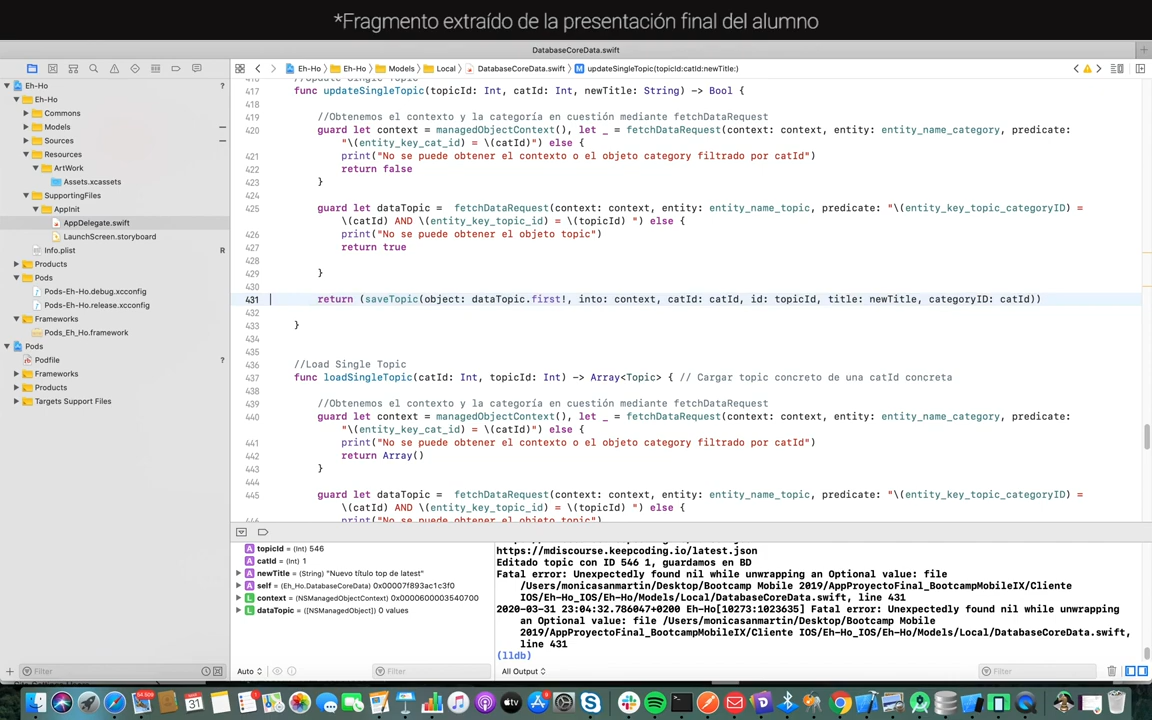 *Fragmento extraído de la presentación final del alumno
DatabaseCoreData.swift
Eh-Ho
Eh-Ho
Models
Local
DatabaseCoreData.swift
updateSingleTopic(topicId:catId:newTitle:)
Eh-Ho ?
Eh-Ho
Commons
Models
Sources
Resources
ArtWork
Assets.xcassets
SupportingFiles
AppInit
AppDelegate.swift
LaunchScreen.storyboard
Info.plist R
Products
Pods
Pods-Eh-Ho.debug.xcconfig
Pods-Eh-Ho.release.xcconfig
Frameworks
Pods_Eh_Ho.framework
Pods
Podfile ?
Frameworks
Products
Targets Support Files
Filter
416 //Update Single Topic
417 func updateSingleTopic(topicId: Int, catId: Int, newTitle: String) -> Bool {
418
419 //Obtenemos el contexto y la categoría en cuestión mediante fetchDataRequest
420 guard let context = managedObjectContext(), let _ = fetchDataRequest(context: context, entity: entity_name_category, predicate:
"\(entity_key_cat_id) = \(catId)") else {
421 print("No se puede obtener el contexto o el objeto category filtrado por catId")
422 return false
423 }
424
425 guard let dataTopic = fetchDataRequest(context: context, entity: entity_name_topic, predicate: "\(entity_key_topic_categoryID) =
\(catId) AND \(entity_key_topic_id) = \(topicId) ") else {
426 print("No se puede obtener el objeto topic")
427 return true
428
429 }
430
431 return (saveTopic(object: dataTopic.first!, into: context, catId: catId, id: topicId, title: newTitle, categoryID: catId))
432
433 }
434
435
436 //Load Single Topic
437 func loadSingleTopic(catId: Int, topicId: Int) -> Array<Topic> { // Cargar topic concreto de una catId concreta
438
439 //Obtenemos el contexto y la categoría en cuestión mediante fetchDataRequest
440 guard let context = managedObjectContext(), let _ = fetchDataRequest(context: context, entity: entity_name_category, predicate:
"\(entity_key_cat_id) = \(catId)") else {
441 print("No se puede obtener el contexto o el objeto category filtrado por catId")
442 return Array()
443 }
444
445 guard let dataTopic = fetchDataRequest(context: context, entity: entity_name_topic, predicate: "\(entity_key_topic_categoryID) =
\(catId) AND \(entity_key_topic_id) = \(topicId) ") else {
446 print("No se puede obtener el objeto topic")
A topicId = (Int) 546
A catId = (Int) 1
A newTitle = (String) "Nuevo título top de latest"
A self = (Eh_Ho.DatabaseCoreData) 0x00007f893ac1c3f0
L context = (NSManagedObjectContext) 0x0000600003540700
L dataTopic = ([NSManagedObject]) 0 values
Auto
Filter
https://mdiscourse.keepcoding.io/latest.json
Editado topic con ID 546 1, guardamos en BD
Fatal error: Unexpectedly found nil while unwrapping an Optional value: file
/Users/monicasanmartin/Desktop/Bootcamp Mobile 2019/AppProyectoFinal_BootcampMobileIX/Cliente
IOS/Eh-Ho_IOS/Eh-Ho/Models/Local/DatabaseCoreData.swift, line 431
2020-03-31 23:04:32.786047+0200 Eh-Ho[10273:1023635] Fatal error: Unexpectedly found nil while unwrapping
an Optional value: file /Users/monicasanmartin/Desktop/Bootcamp Mobile
2019/AppProyectoFinal_BootcampMobileIX/Cliente IOS/Eh-Ho_IOS/Eh-Ho/Models/Local/DatabaseCoreData.swift,
line 431
(lldb)
All Output
Filter